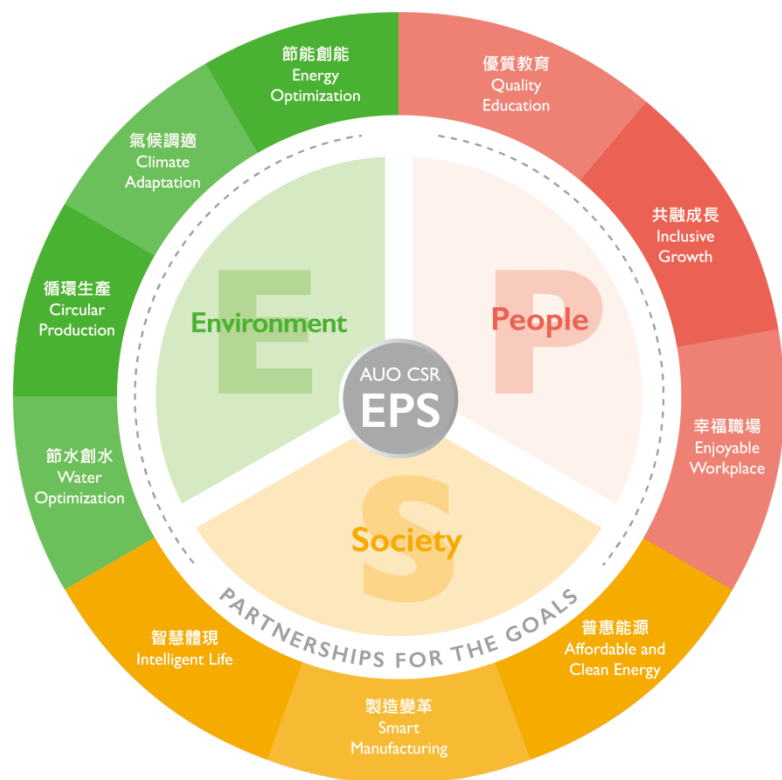 節能創能
Energy
Optimization
優質教育
Quality
Education
氣候調適
Climate
Adaptation
共融成長
Inclusive
Growth
循環生產
Circular
Production
E
Environment
P
People
AUO CSR
EPS
幸福職場
Enjoyable
Workplace
節水創水
Water
Optimization
S
Society
PARTNERSHIPS FOR THE GOALS
智慧體現
Intelligent Life
普惠能源
Affordable and
Clean Energy
製造變革
Smart
Manufacturing